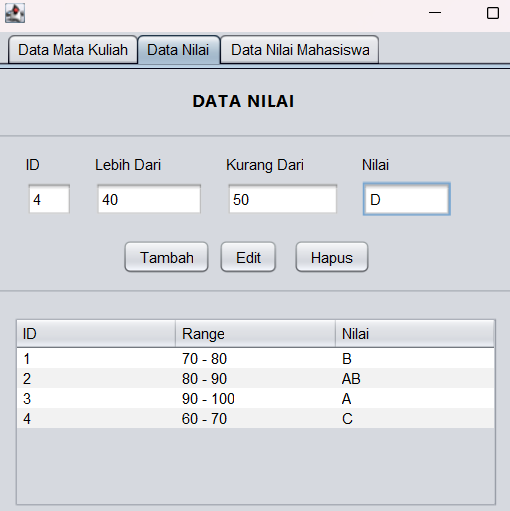 Data Mata Kuliah Data Nilai Data Nilai Mahasiswa
DATA NILAI
ID Lebih Dari Kurang Dari Nilai
4 40 50 D
Tambah Edit Hapus
ID Range Nilai
1 70 - 80 B
2 80 - 90 AB
3 90 - 100 A
4 60 - 70 C